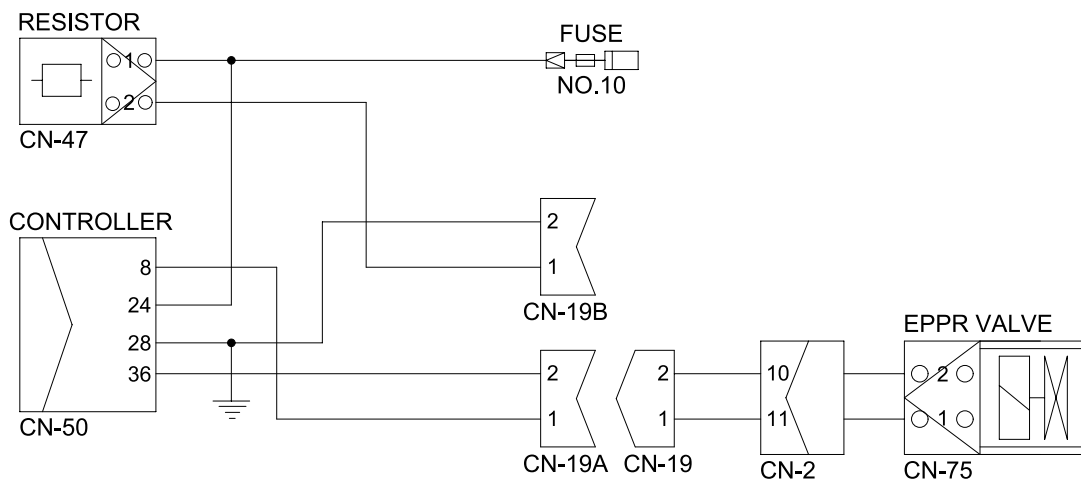 RESISTOR
1
2
CN-47
FUSE
NO.10
CONTROLLER
8
24
28
36
CN-50
2
1
CN-19B
2
1
CN-19A
2
1
CN-19
10
11
CN-2
EPPR VALVE
2
1
CN-75